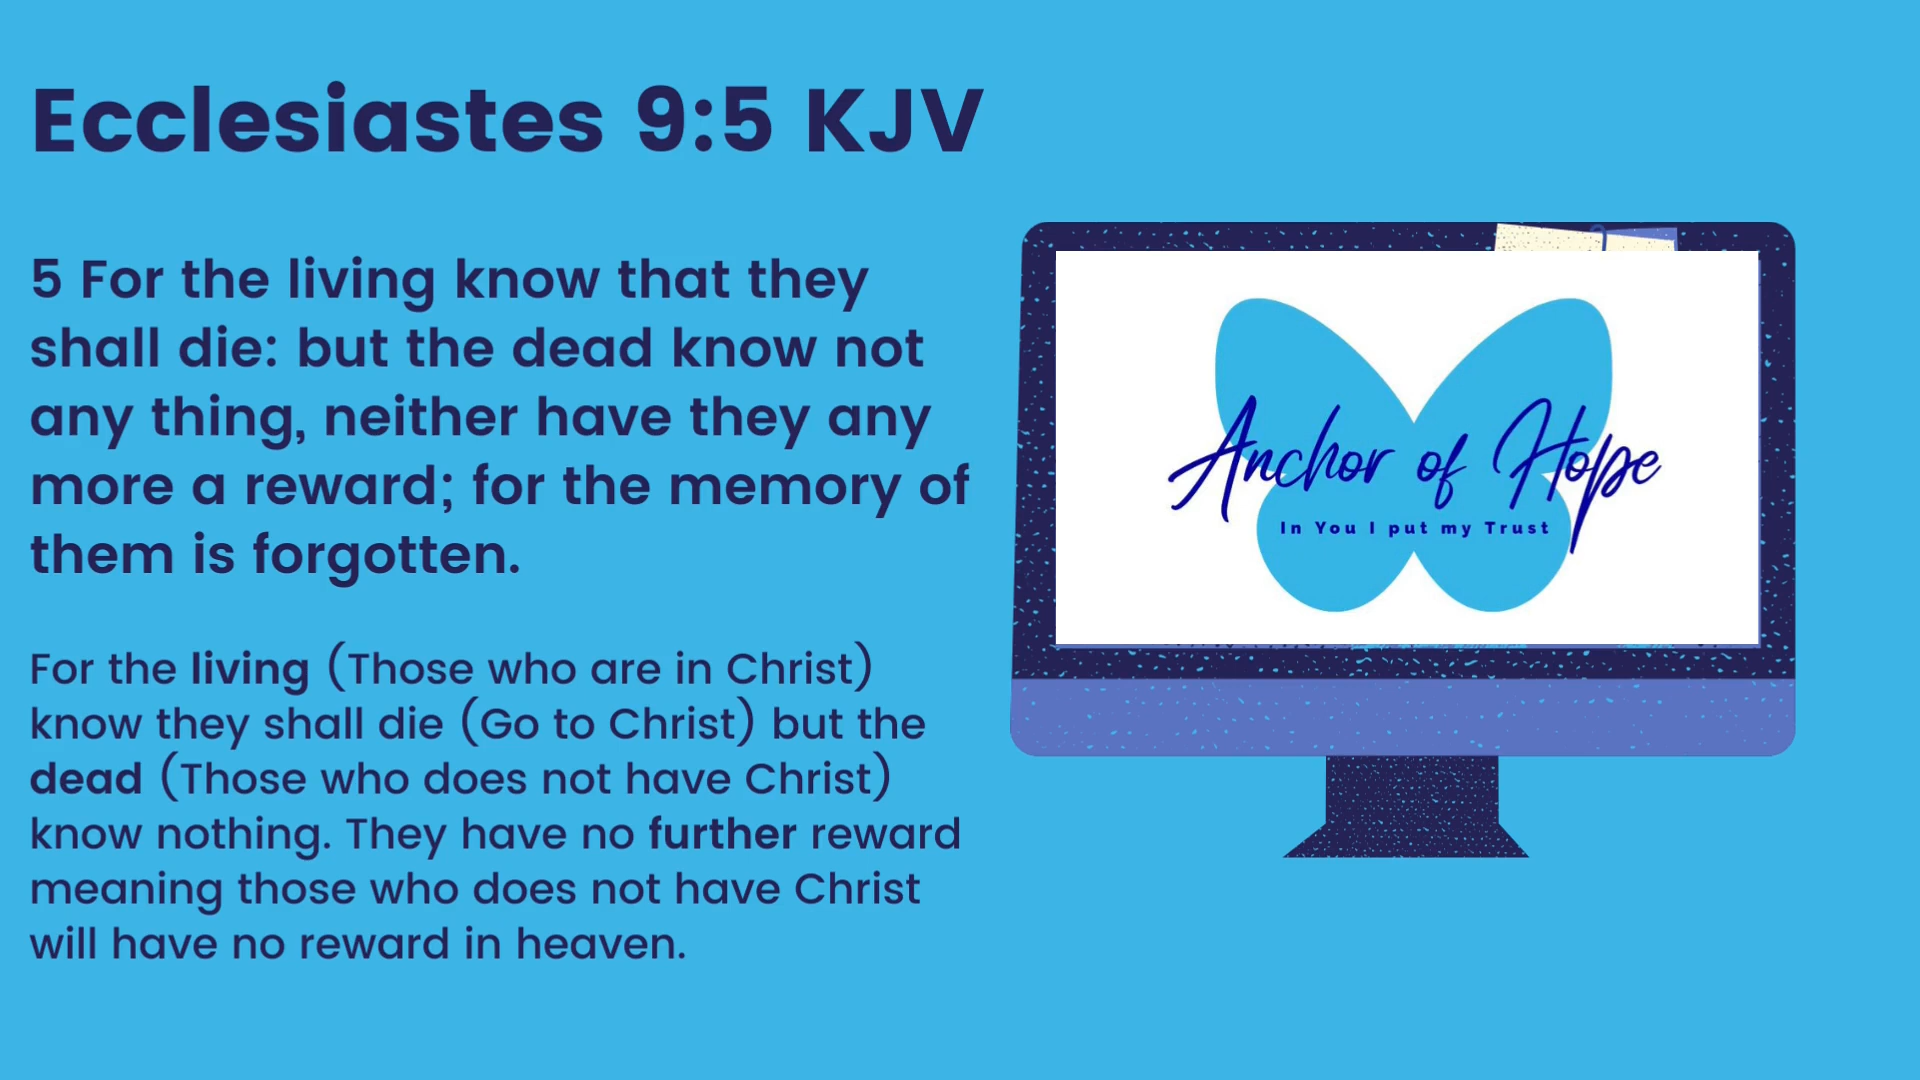 Ecclesiastes 9:5 KJV
5 For the living know that they
shall die: but the dead know not
any thing, neither have they any
more a reward; for the memory of
them is forgotten.
For the living (Those who are in Christ)
know they shall die (Go to Christ) but the
dead (Those who does not have Christ)
know nothing. They have no further reward
meaning those who does not have Christ
will have no reward in heaven.
Anchor of Hope
In You I put my Trust